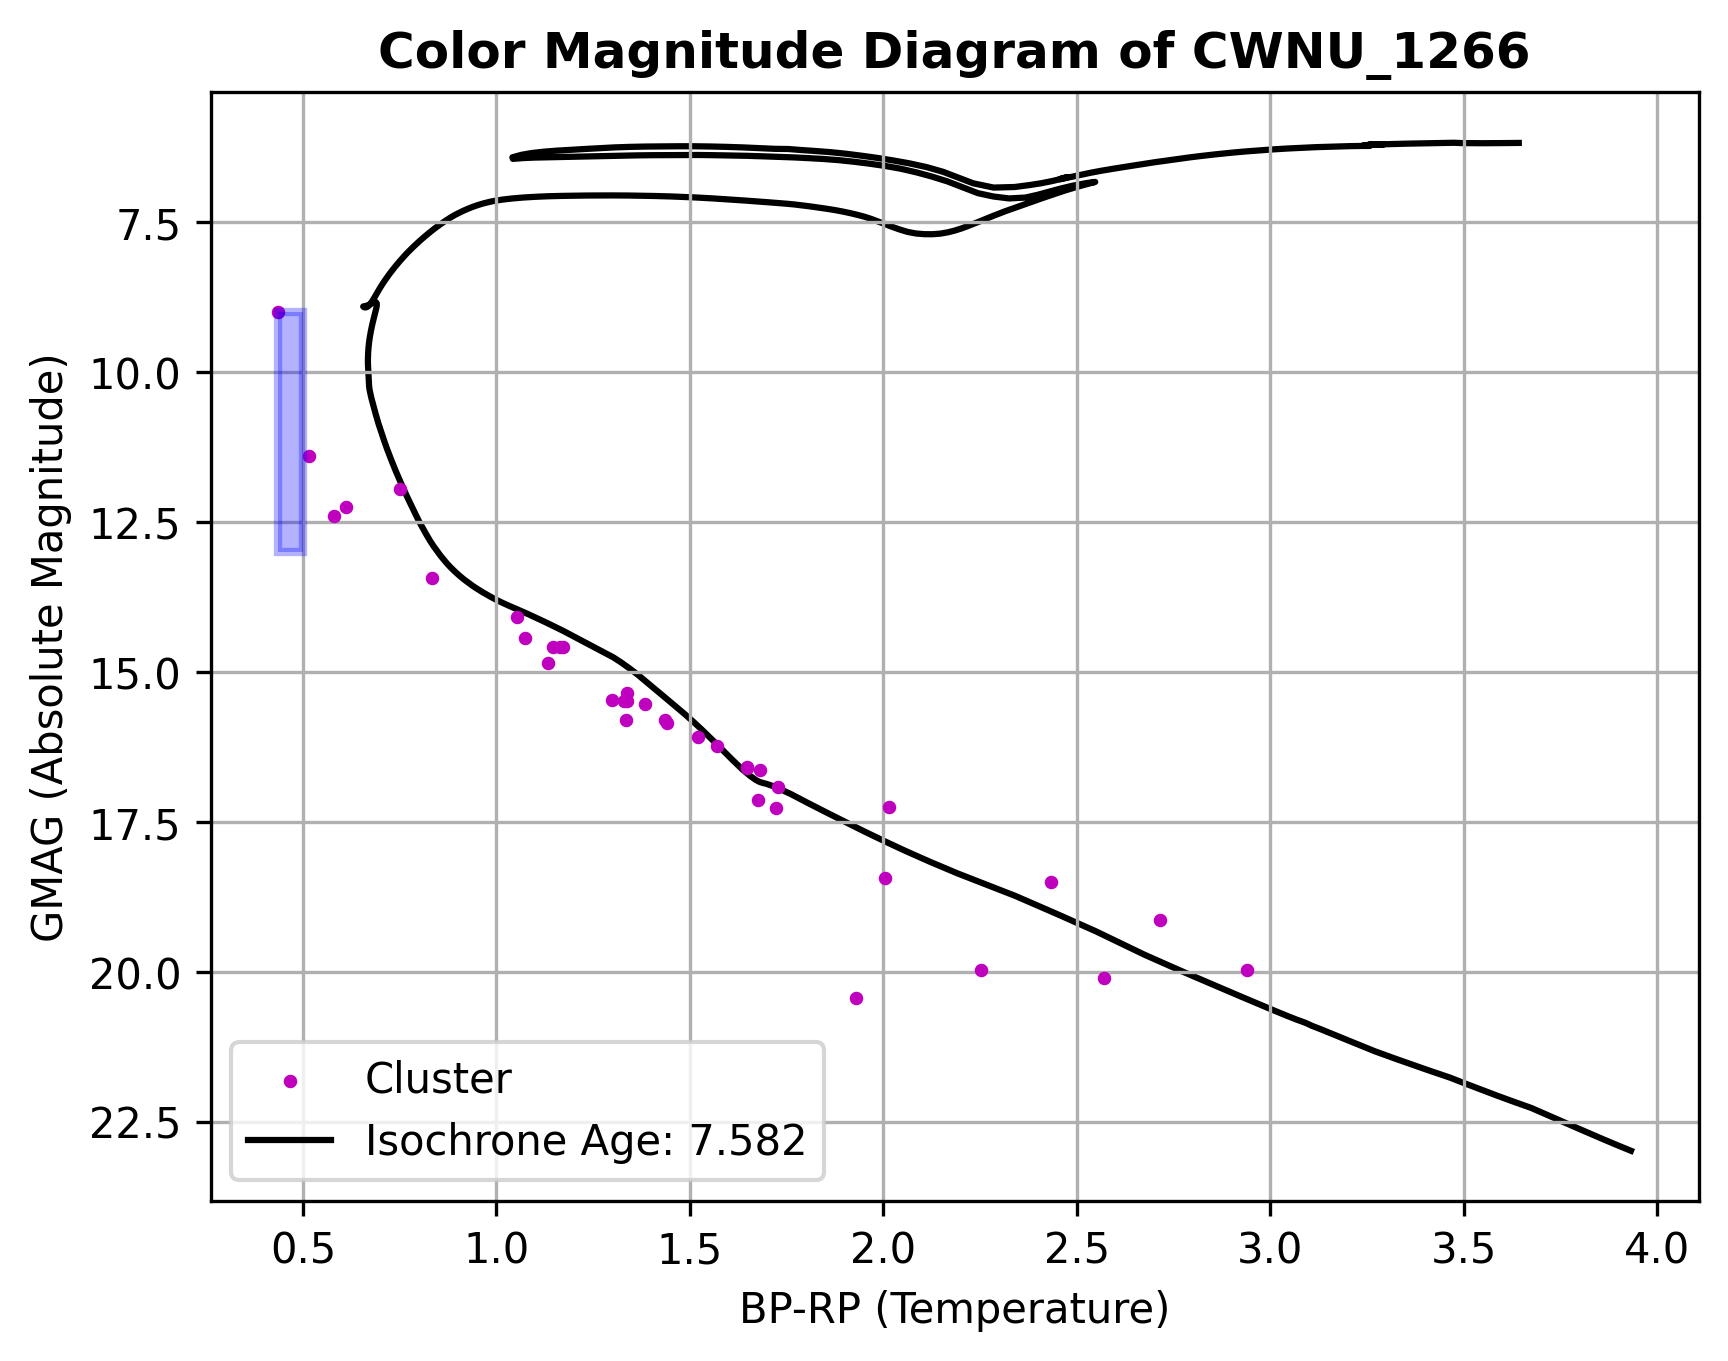 Color Magnitude Diagram of CWNU_1266
GMAG (Absolute Magnitude)
7.5
10.0
12.5
15.0
17.5
20.0
22.5
Cluster
Isochrone Age: 7.582
0.5 1.0 1.5 2.0 2.5 3.0 3.5 4.0
BP-RP (Temperature)